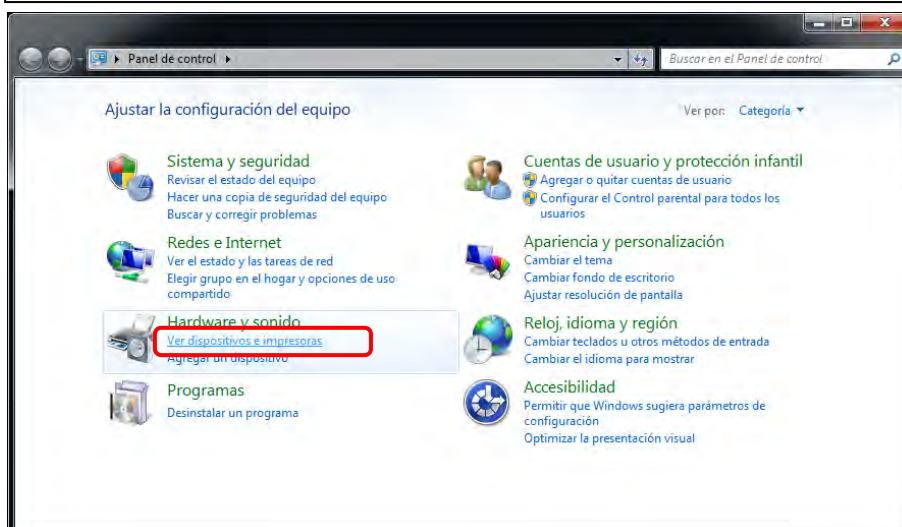 Panel de control
Buscar en el Panel de control
Ajustar la configuración del equipo
Ver por: Categoría
Sistema y seguridad
Revisar el estado del equipo
Hacer una copia de seguridad del equipo
Buscar y corregir problemas
Redes e Internet
Ver el estado y las tareas de red
Elegir grupo en el hogar y opciones de uso
compartido
Hardware y sonido
Ver dispositivos e impresoras
Agregar un dispositivo
Programas
Desinstalar un programa
Cuentas de usuario y protección infantil
Agregar o quitar cuentas de usuario
Configurar el Control parental para todos los
usuarios
Apariencia y personalización
Cambiar el tema
Cambiar fondo de escritorio
Ajustar resolución de pantalla
Reloj, idioma y región
Cambiar teclados u otros métodos de entrada
Cambiar el idioma para mostrar
Accesibilidad
Permitir que Windows sugiera parámetros de
configuración
Optimizar la presentación visual